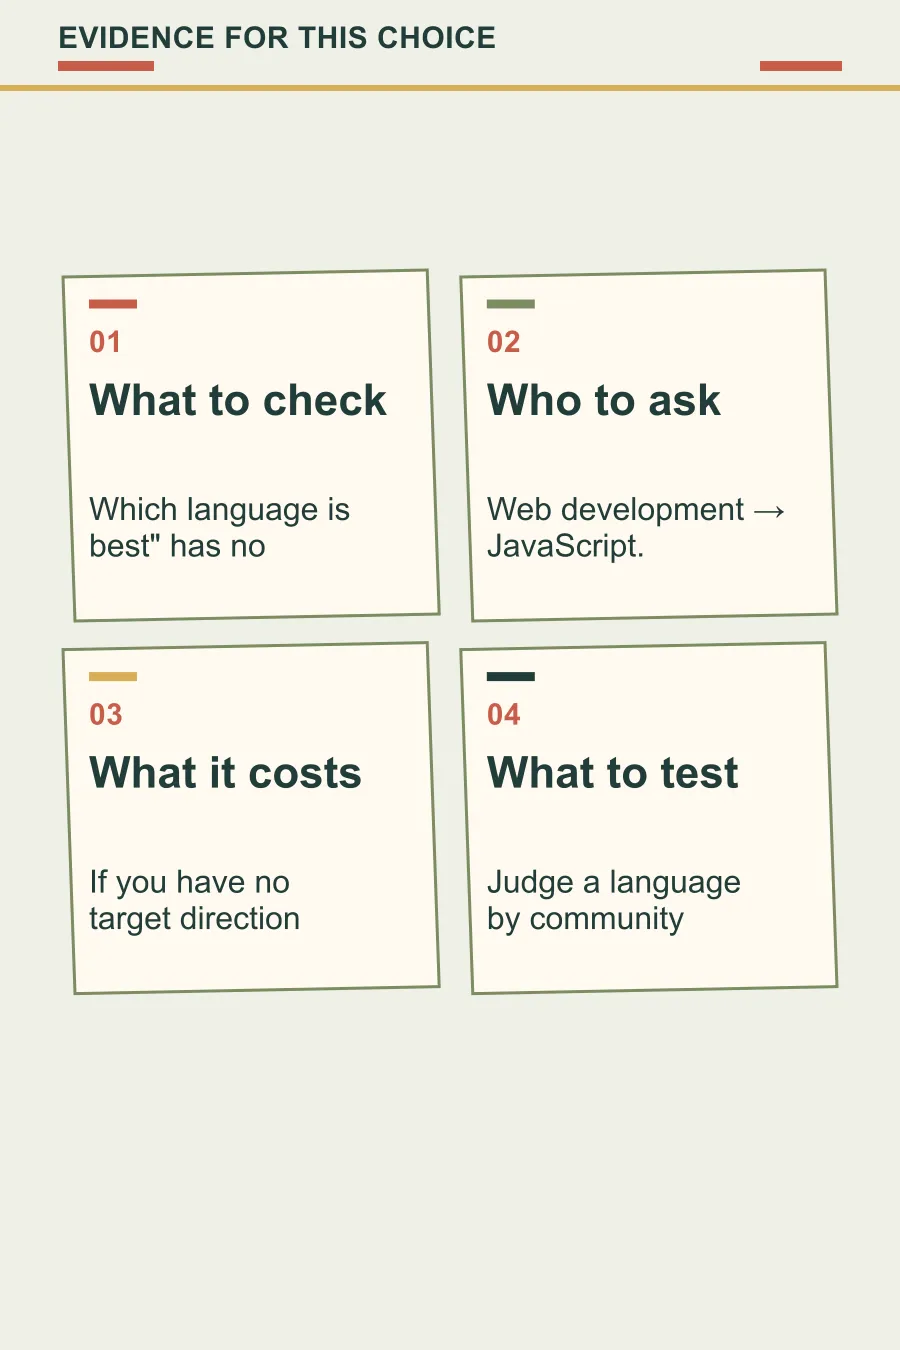 EVIDENCE FOR THIS CHOICE
01
What to check
Which language is
best" has no
02
Who to ask
Web development →
JavaScript.
03
What it costs
If you have no
target direction
04
What to test
Judge a language
by community